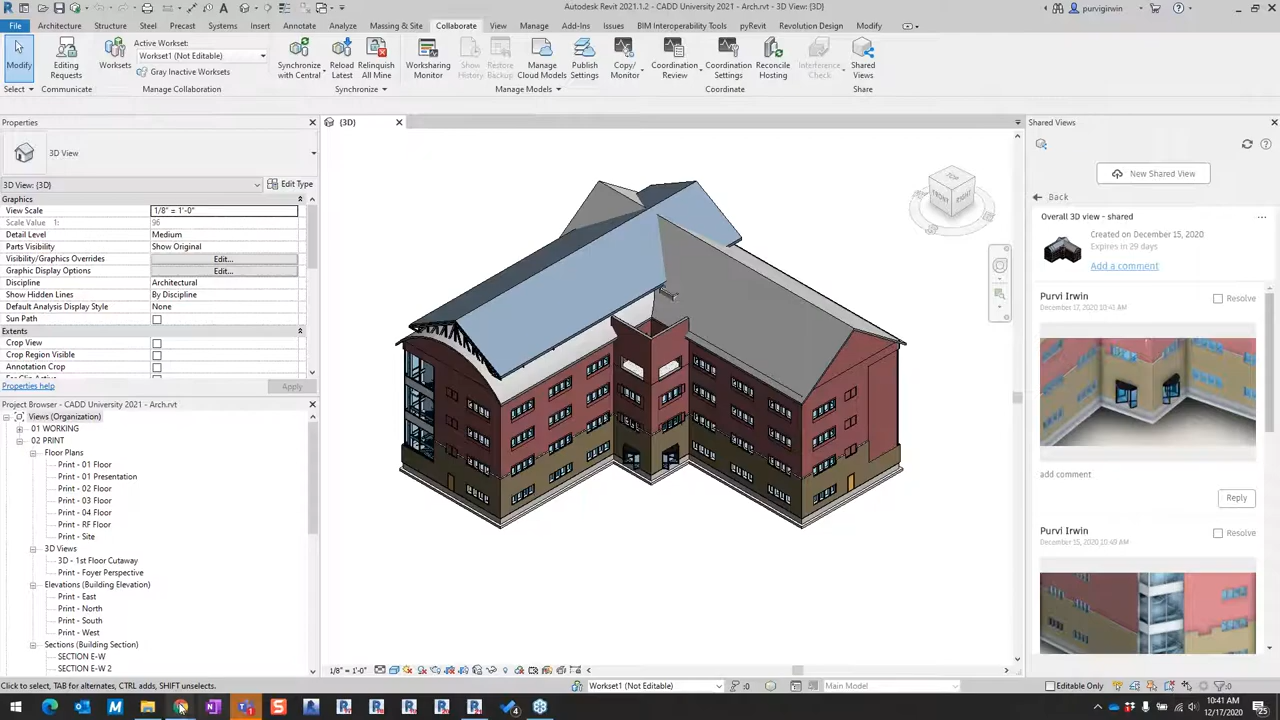 Autodesk Revit 2021.1.2 - CADD University 2021 - Arch.rvt - 3D View: {3D}
purvigirwin
File Architecture Structure Steel Precast Systems Insert Annotate Analyze Massing & Site Collaborate View Manage Add-Ins Issues BIM Interoperability Tools pyRevit Revolution Design Modify
Modify
Select
Editing Requests
Communicate
Worksets
Active Workset:
Workset1 (Not Editable)
Gray Inactive Worksets
Manage Collaboration
Synchronize with Central
Reload Latest
Relinquish All Mine
Synchronize
Worksharing Monitor
Show History
Restore Backup
Manage Cloud Models
Publish Settings
Manage Models
Copy/ Monitor
Coordination Review
Coordination Settings
Reconcile Hosting
Interference Check
Coordinate
Shared Views
Share
Properties
3D View
3D View: {3D}
Edit Type
Graphics
View Scale 1/8" = 1'-0"
Scale Value 1: 96
Detail Level Medium
Parts Visibility Show Original
Visibility/Graphics Overrides Edit...
Graphic Display Options Edit...
Discipline Architectural
Show Hidden Lines By Discipline
Default Analysis Display Style None
Sun Path
Extents
Crop View
Crop Region Visible
Annotation Crop
Properties help
Apply
Project Browser - CADD University 2021 - Arch.rvt
Views (Organization)
01 WORKING
02 PRINT
Floor Plans
Print - 01 Floor
Print - 01 Presentation
Print - 02 Floor
Print - 03 Floor
Print - 04 Floor
Print - RF Floor
Print - Site
3D Views
3D - 1st Floor Cutaway
Print - Foyer Perspective
Elevations (Building Elevation)
Print - East
Print - North
Print - South
Print - West
Sections (Building Section)
SECTION E-W
SECTION E-W 2
{3D}
TOP
FRONT
RIGHT
1/8" = 1'-0"
Shared Views
New Shared View
Back
Overall 3D view - shared
Created on December 15, 2020
Expires in 29 days
Add a comment
Purvi Irwin
Resolve
December 17, 2020 10:41 AM
add comment
Reply
Purvi Irwin
Resolve
December 15, 2020 10:49 AM
Click to select, TAB for alternates, CTRL adds, SHIFT unselects.
Workset1 (Not Editable)
:0
Main Model
Editable Only
:0
4
10:41 AM
12/17/2020
25